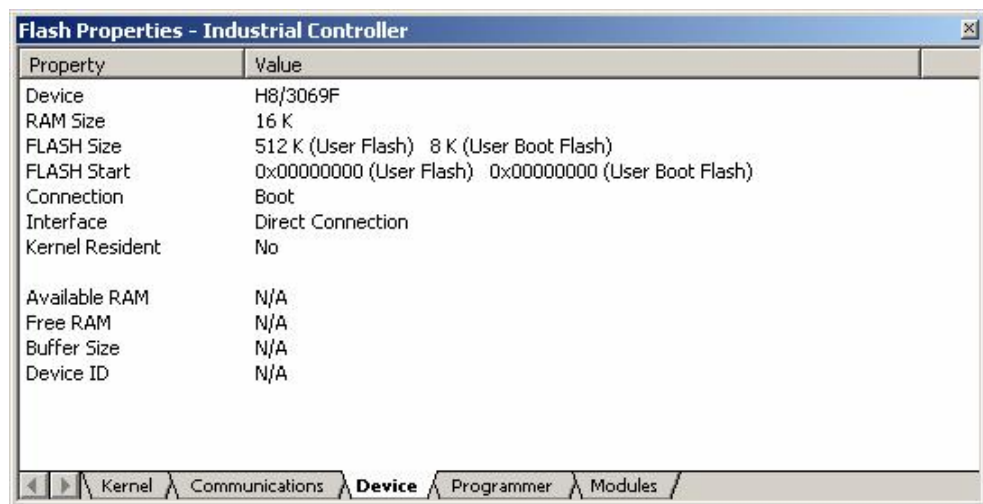 Flash Properties - Industrial Controller
Property Value
Device H8/3069F
RAM Size 16 K
FLASH Size 512 K (User Flash) 8 K (User Boot Flash)
FLASH Start 0x00000000 (User Flash) 0x00000000 (User Boot Flash)
Connection Boot
Interface Direct Connection
Kernel Resident No
Available RAM N/A
Free RAM N/A
Buffer Size N/A
Device ID N/A
Kernel Communications Device Programmer Modules